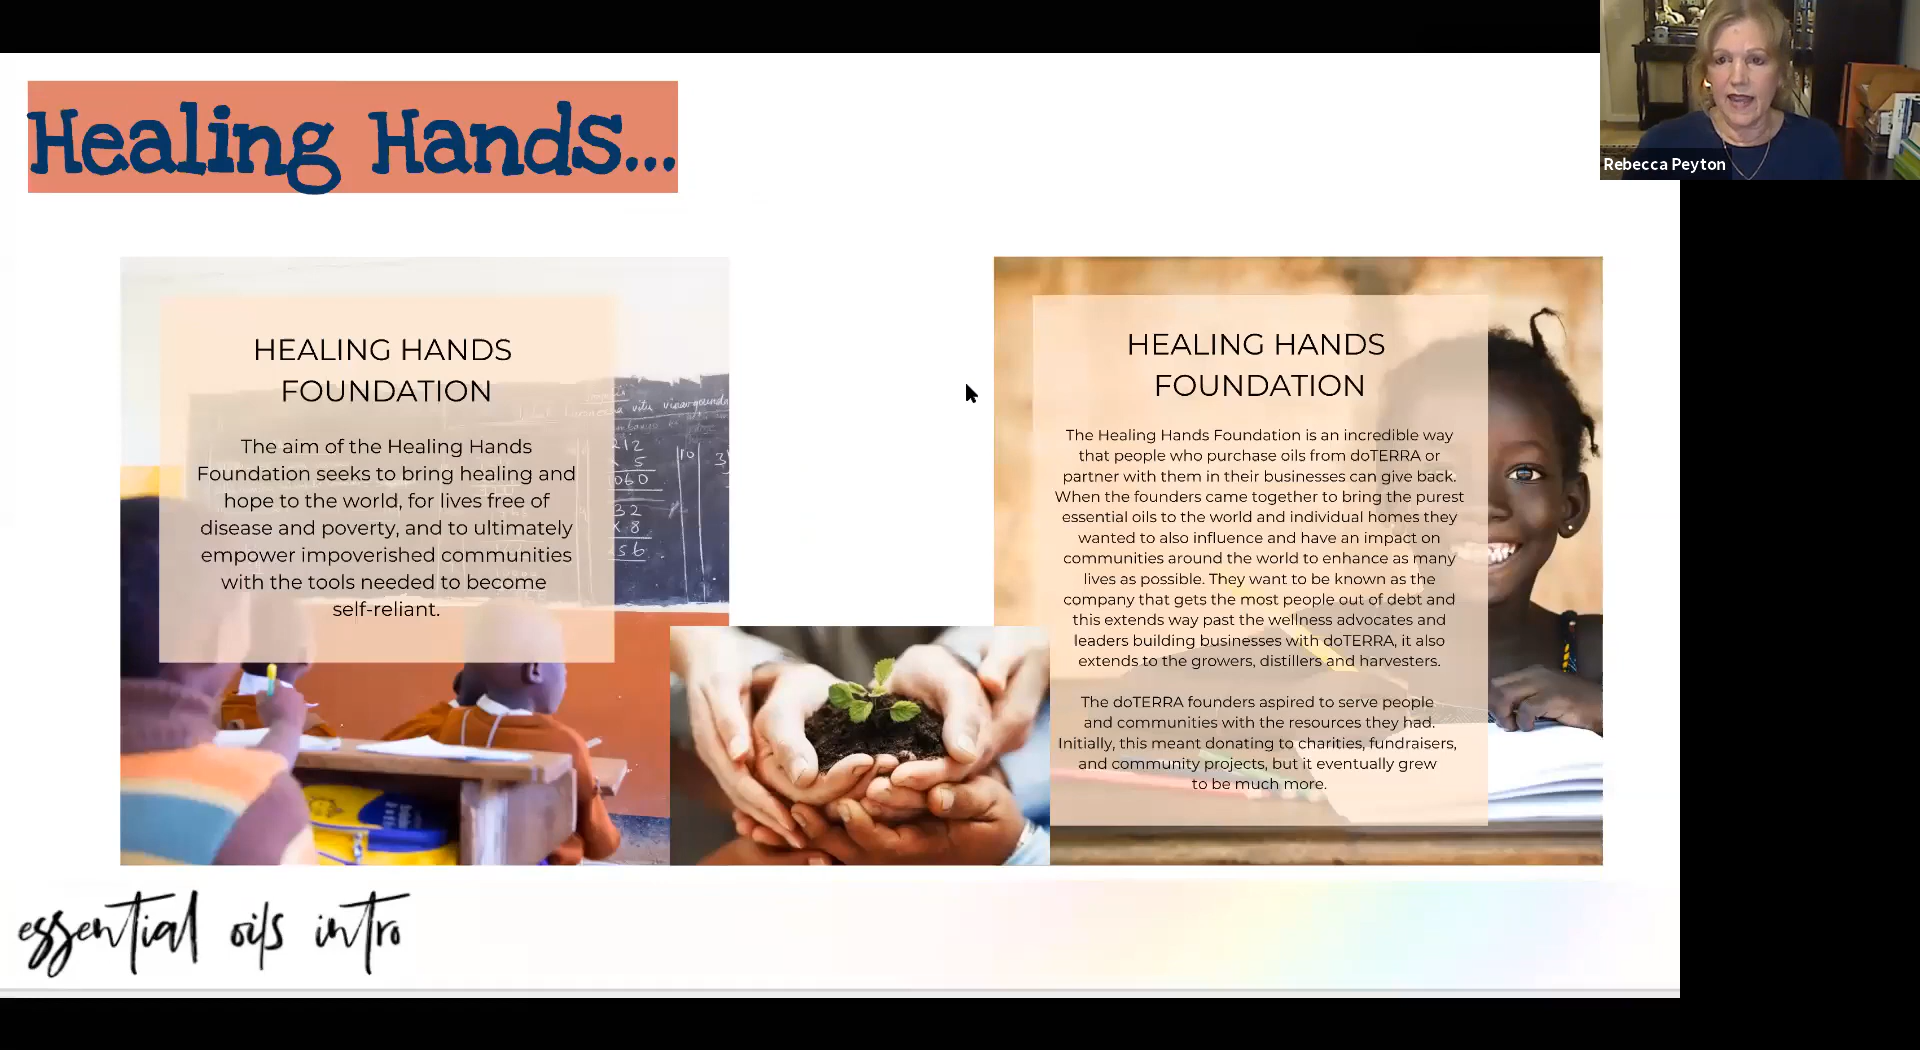 Healing Hands...
Rebecca Peyton
HEALING HANDS
FOUNDATION
The aim of the Healing Hands
Foundation seeks to bring healing and
hope to the world, for lives free of
disease and poverty, and to ultimately
empower impoverished communities
with the tools needed to become
self-reliant.
212
5
1060
32
x 8
256
10
3
HEALING HANDS
FOUNDATION
The Healing Hands Foundation is an incredible way
that people who purchase oils from doTERRA or
partner with them in their businesses can give back.
When the founders came together to bring the purest
essential oils to the world and individual homes they
wanted to also influence and have an impact on
communities around the world to enhance as many
lives as possible. They want to be known as the
company that gets the most people out of debt and
this extends way past the wellness advocates and
leaders building businesses with doTERRA, it also
extends to the growers, distillers and harvesters.
The doTERRA founders aspired to serve people
and communities with the resources they had.
Initially, this meant donating to charities, fundraisers,
and community projects, but it eventually grew
to be much more.
essential oils intro